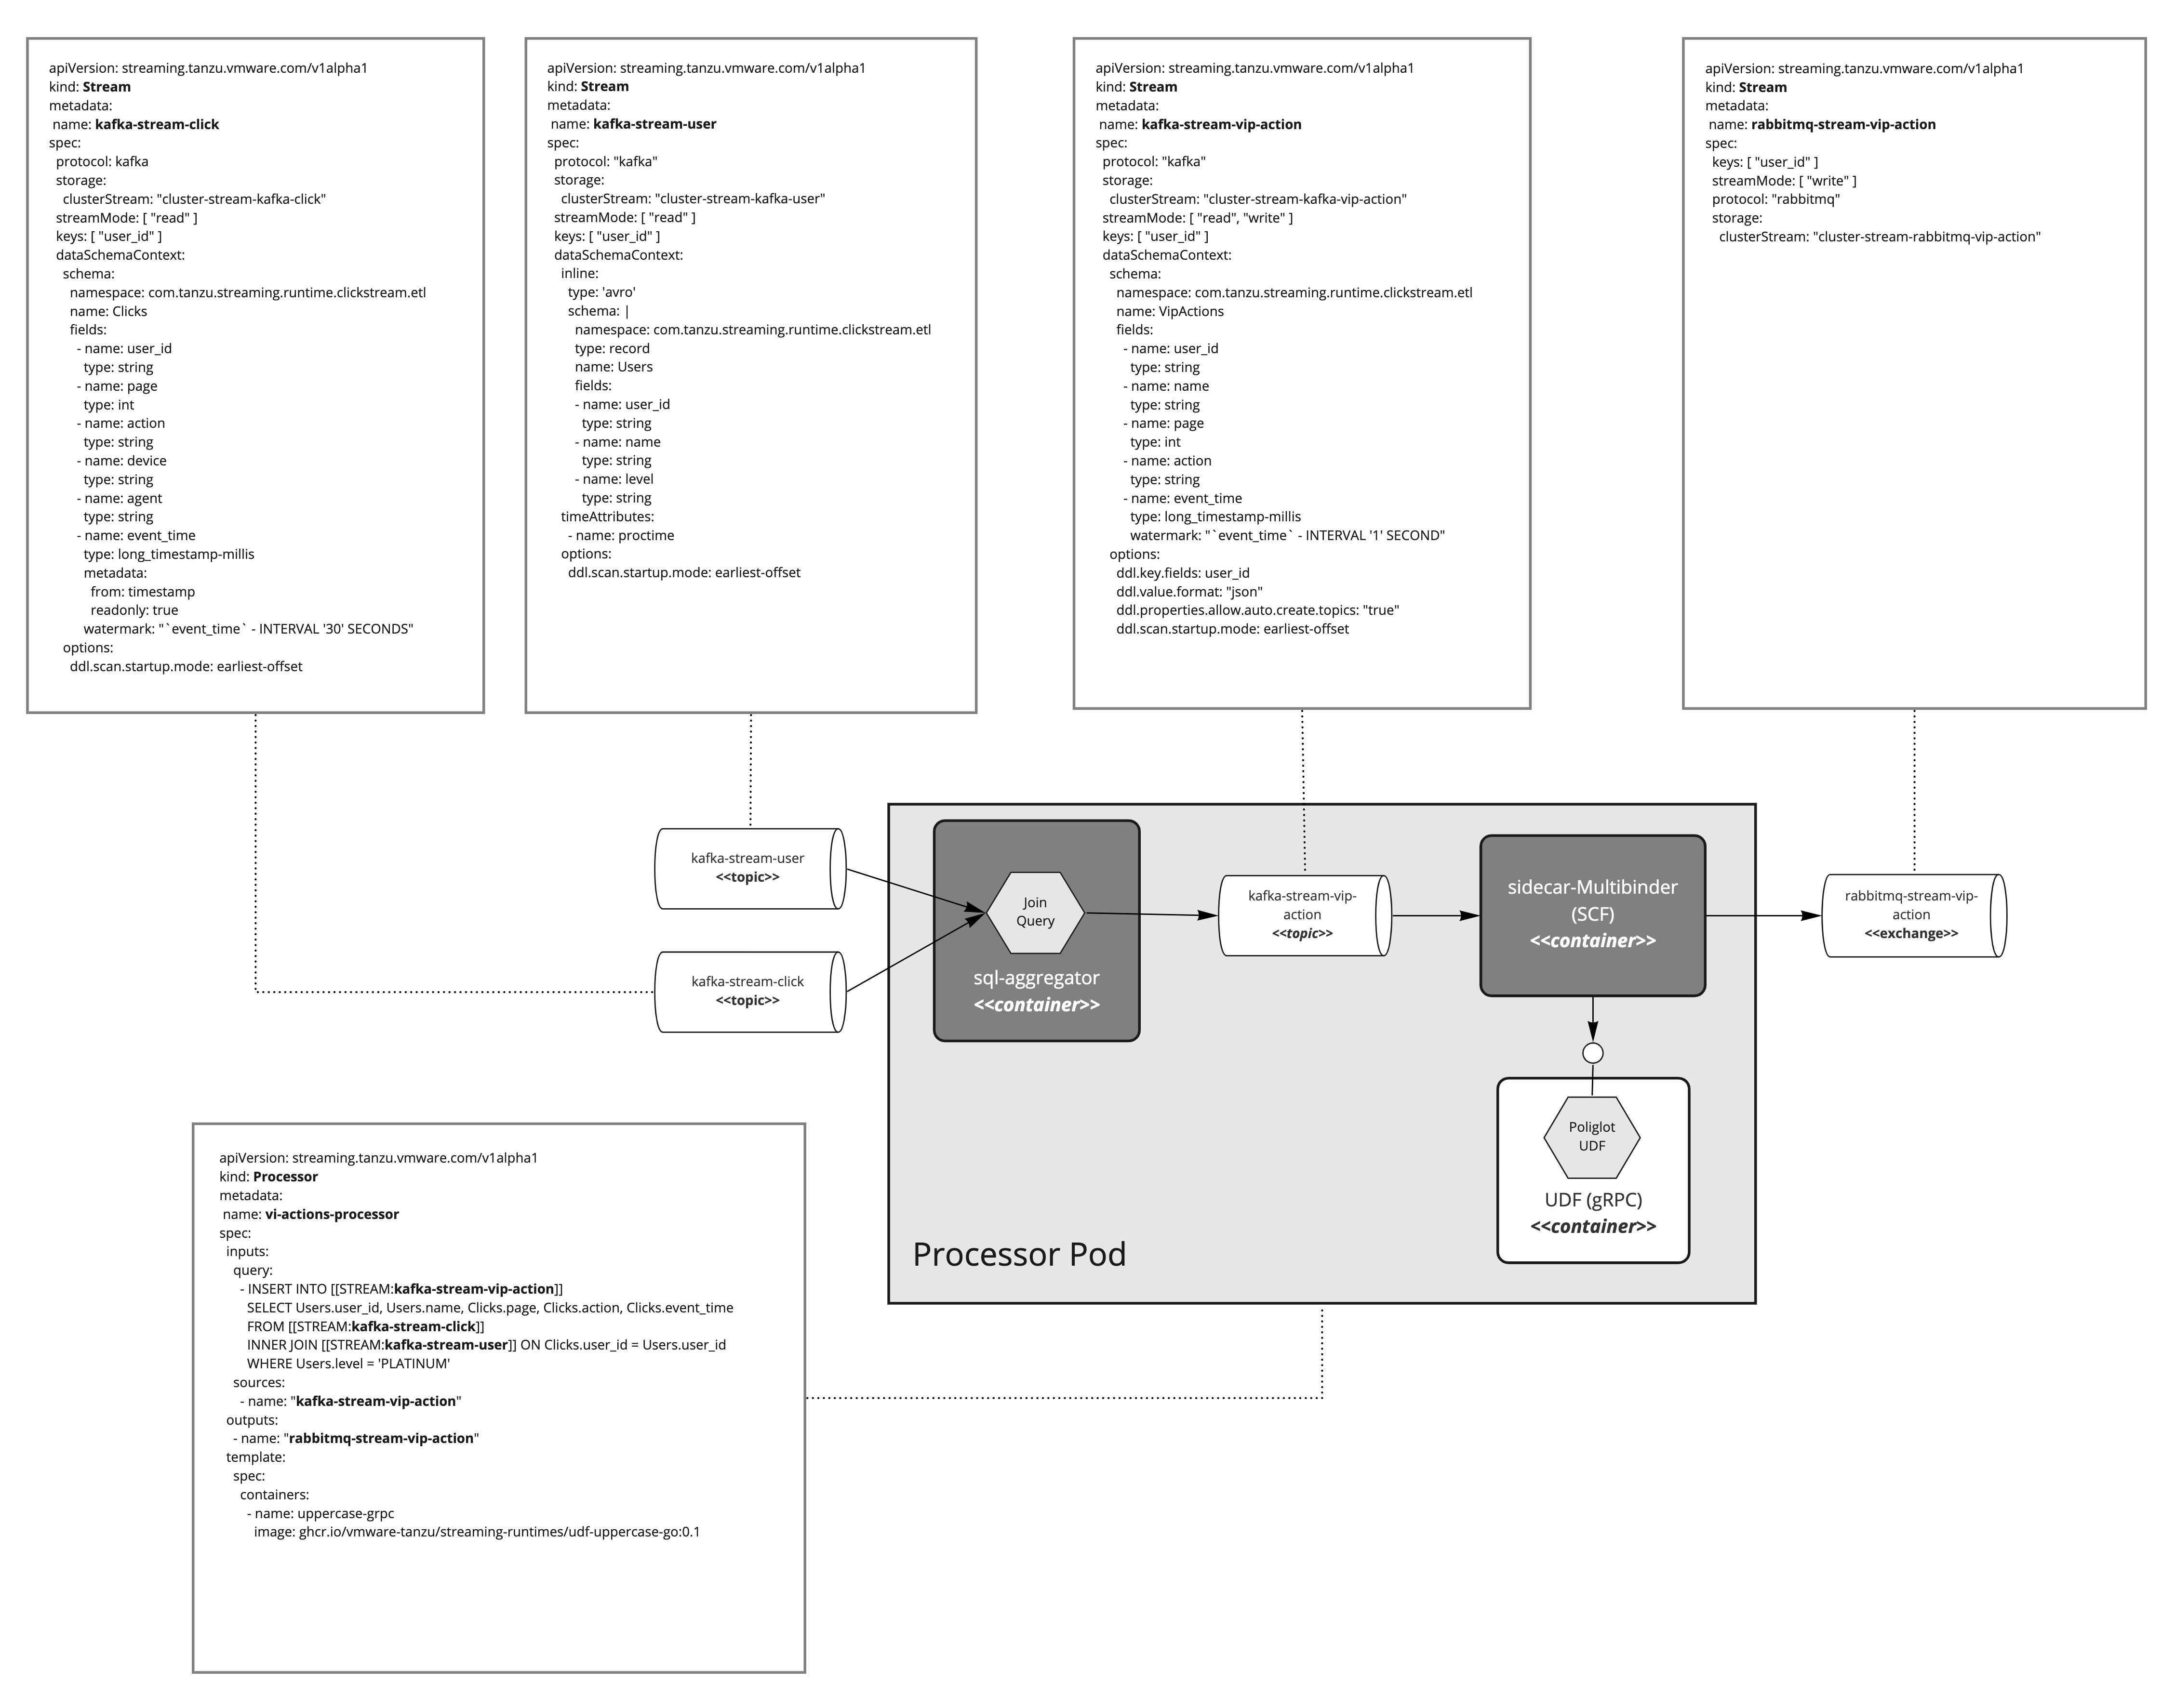 apiVersion: streaming.tanzu.vmware.com/v1alpha1
kind: Stream
metadata:
 name: kafka-stream-click
spec:
  protocol: kafka
  storage:
    clusterStream: "cluster-stream-kafka-click"
  streamMode: [ "read" ]
  keys: [ "user_id" ]
  dataSchemaContext:
    schema:
      namespace: com.tanzu.streaming.runtime.clickstream.etl
      name: Clicks
      fields:
        - name: user_id
          type: string
        - name: page
          type: int
        - name: action
          type: string
        - name: device
          type: string
        - name: agent
          type: string
        - name: event_time
          type: long_timestamp-millis
          metadata:
            from: timestamp
            readonly: true
          watermark: "`event_time` - INTERVAL '30' SECONDS"
    options:
      ddl.scan.startup.mode: earliest-offset
apiVersion: streaming.tanzu.vmware.com/v1alpha1
kind: Stream
metadata:
 name: kafka-stream-user
spec:
  protocol: "kafka"
  storage:
    clusterStream: "cluster-stream-kafka-user"
  streamMode: [ "read" ]
  keys: [ "user_id" ]
  dataSchemaContext:
    inline:
      type: 'avro'
      schema: |
        namespace: com.tanzu.streaming.runtime.clickstream.etl
        type: record
        name: Users
        fields:
        - name: user_id
          type: string
        - name: name
          type: string
        - name: level
          type: string
    timeAttributes:
      - name: proctime
    options:
      ddl.scan.startup.mode: earliest-offset
apiVersion: streaming.tanzu.vmware.com/v1alpha1
kind: Stream
metadata:
 name: kafka-stream-vip-action
spec:
  protocol: "kafka"
  storage:
    clusterStream: "cluster-stream-kafka-vip-action"
  streamMode: [ "read", "write" ]
  keys: [ "user_id" ]
  dataSchemaContext:
    schema:
      namespace: com.tanzu.streaming.runtime.clickstream.etl
      name: VipActions
      fields:
        - name: user_id
          type: string
        - name: name
          type: string
        - name: page
          type: int
        - name: action
          type: string
        - name: event_time
          type: long_timestamp-millis
          watermark: "`event_time` - INTERVAL '1' SECOND"
    options:
      ddl.key.fields: user_id
      ddl.value.format: "json"
      ddl.properties.allow.auto.create.topics: "true"
      ddl.scan.startup.mode: earliest-offset
apiVersion: streaming.tanzu.vmware.com/v1alpha1
kind: Stream
metadata:
 name: rabbitmq-stream-vip-action
spec:
  keys: [ "user_id" ]
  streamMode: [ "write" ]
  protocol: "rabbitmq"
  storage:
    clusterStream: "cluster-stream-rabbitmq-vip-action"
kafka-stream-user
<<topic>>
kafka-stream-click
<<topic>>
Join
Query
sql-aggregator
<<container>>
kafka-stream-vip-
action
<<topic>>
sidecar-Multibinder
(SCF)
<<container>>
rabbitmq-stream-vip-
action
<<exchange>>
Poliglot
UDF
UDF (gRPC)
<<container>>
Processor Pod
apiVersion: streaming.tanzu.vmware.com/v1alpha1
kind: Processor
metadata:
 name: vi-actions-processor
spec:
  inputs:
    query:
      - INSERT INTO [[STREAM:kafka-stream-vip-action]]
        SELECT Users.user_id, Users.name, Clicks.page, Clicks.action, Clicks.event_time
        FROM [[STREAM:kafka-stream-click]]
        INNER JOIN [[STREAM:kafka-stream-user]] ON Clicks.user_id = Users.user_id
        WHERE Users.level = 'PLATINUM'
    sources:
      - name: "kafka-stream-vip-action"
  outputs:
    - name: "rabbitmq-stream-vip-action"
  template:
    spec:
      containers:
        - name: uppercase-grpc
          image: ghcr.io/vmware-tanzu/streaming-runtimes/udf-uppercase-go:0.1